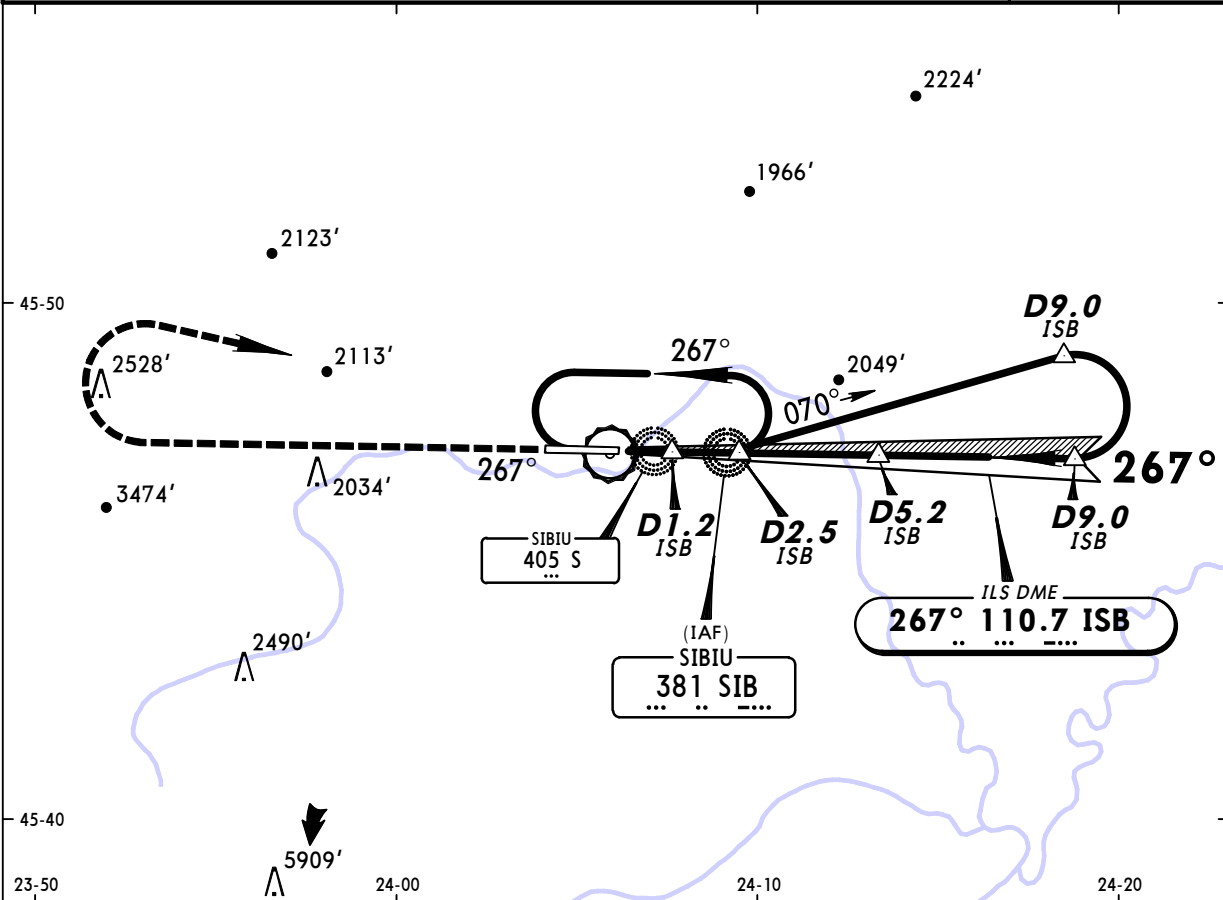 2224′
1966′
2123′
45-50
D9.0
ISB
2528′
2113′
267°
2049′
070°
267°
267°
3474′
2034′
D1.2
ISB
D2.5
ISB
D5.2
ISB
D9.0
ISB
SIBIU
405 S
ILS DME
267° 110.7 ISB
(IAF)
SIBIU
381 SIB
2490′
45-40
5909′
23-50
24-00
24-10
24-20